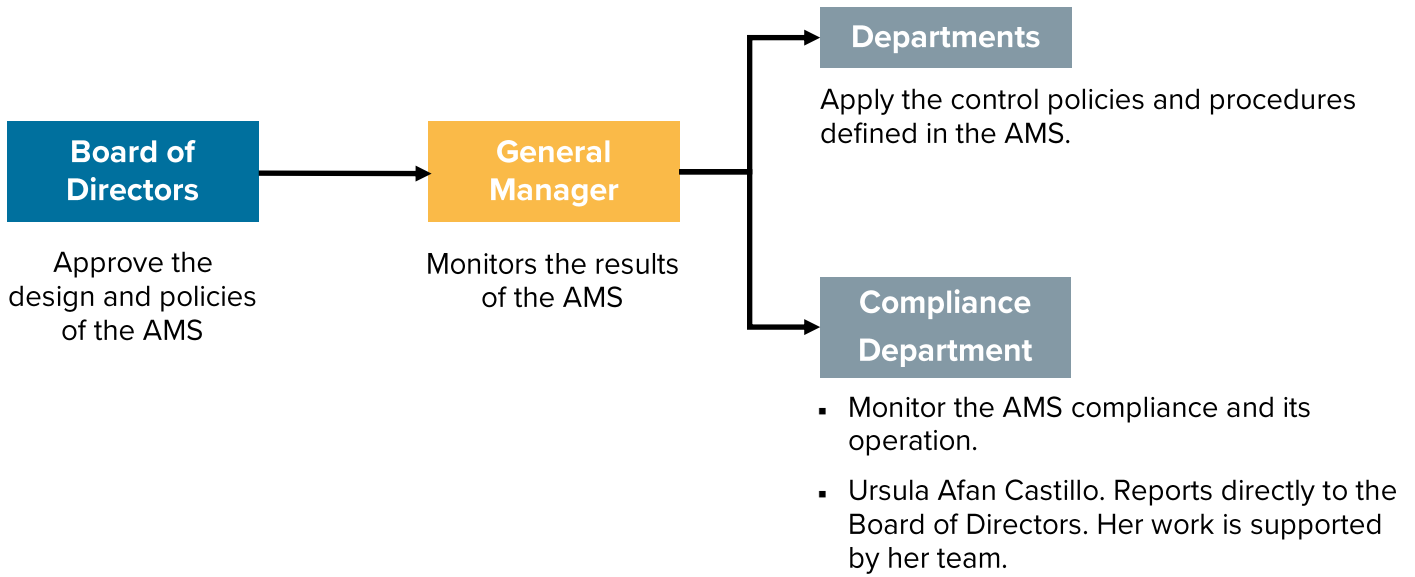 Board of
Directors
Approve the
design and policies
of the AMS
General
Manager
Monitors the results
of the AMS
Departments
Apply the control policies and procedures
defined in the AMS.
Compliance
Department
▪ Monitor the AMS compliance and its
operation.
▪ Ursula Afan Castillo. Reports directly to the
Board of Directors. Her work is supported
by her team.